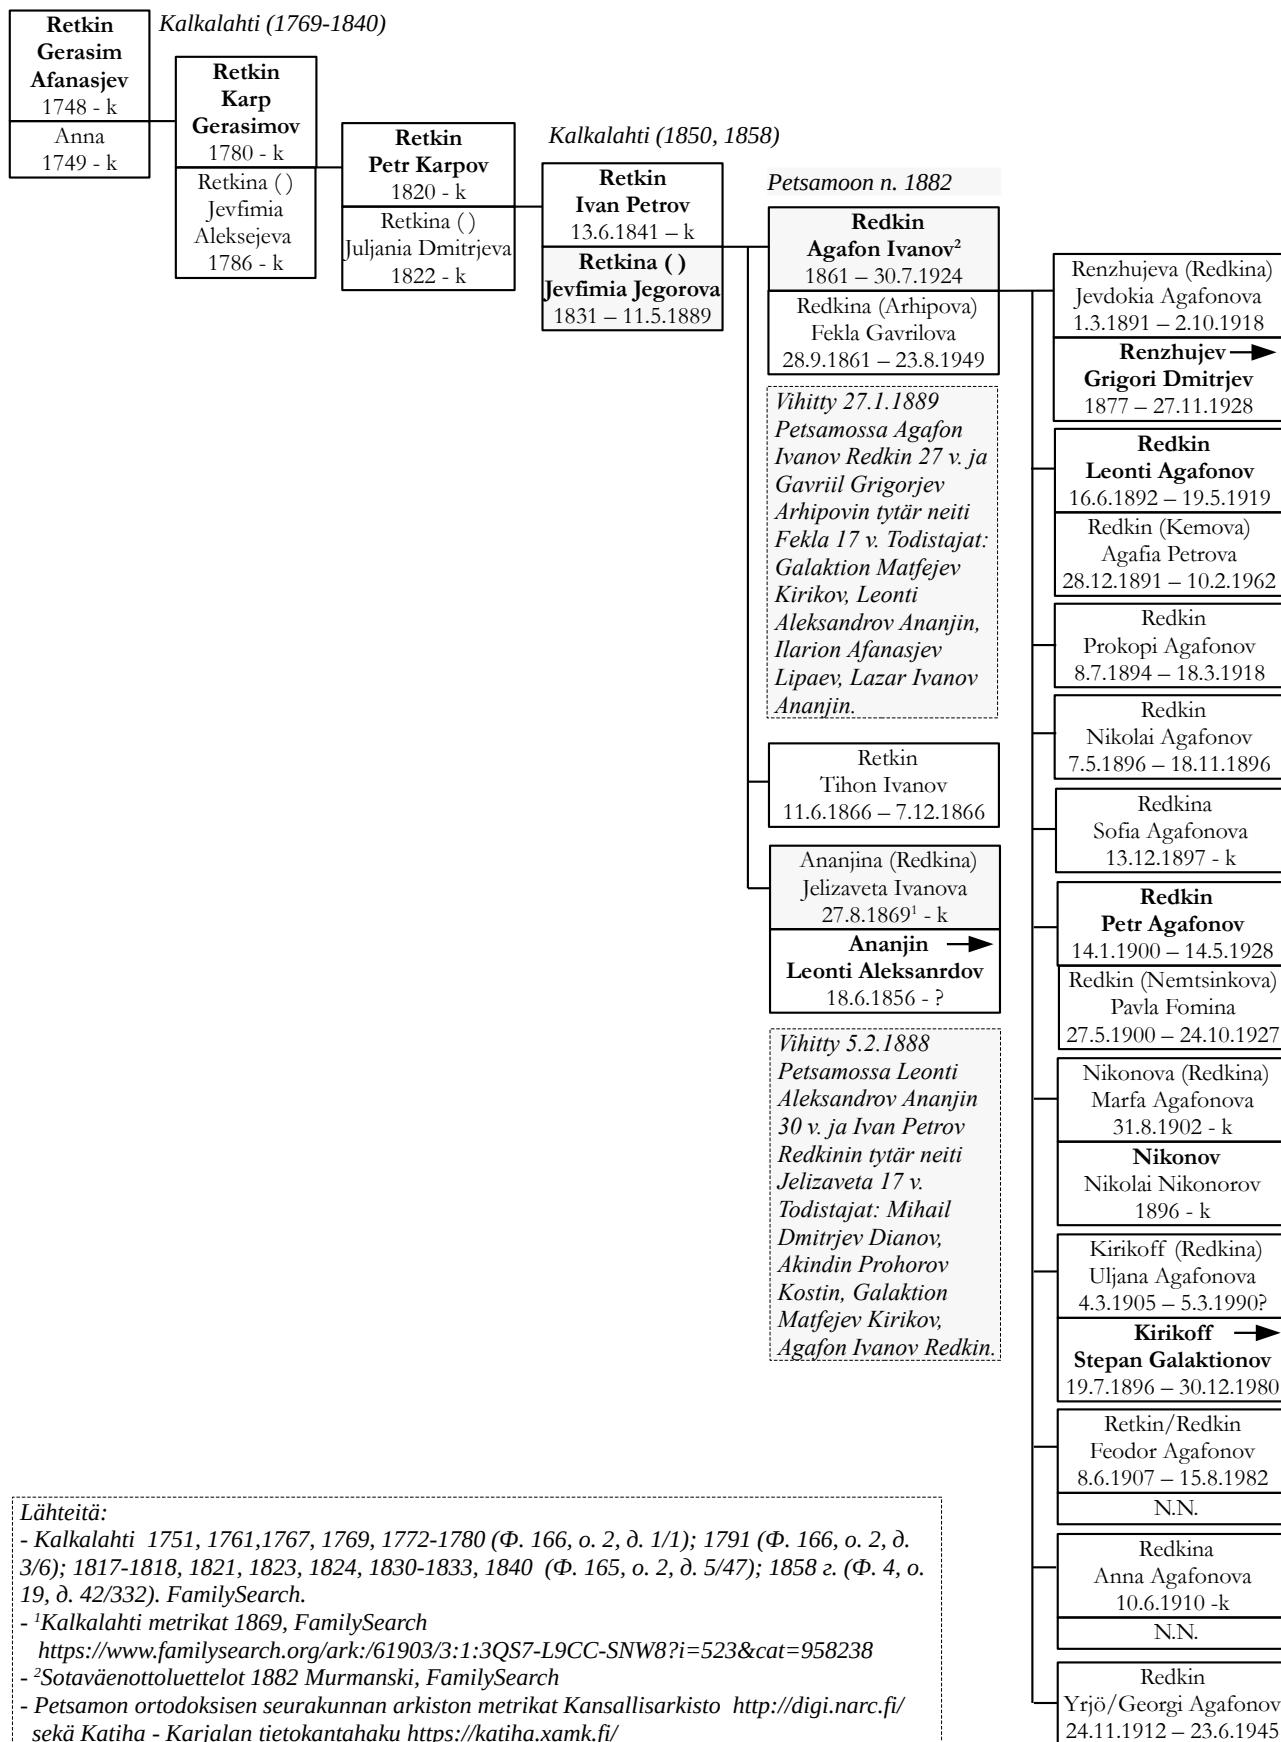 Retkin
Gerasim
Afanasjev
1748 - k
Anna
1749 - k
Kalkalahti (1769-1840)
Retkin
Karp
Gerasimov
1780 - k
Retkina ( )
Jevfimia
Aleksejeva
1786 - k
Retkin
Petr Karpov
1820 - k
Retkina ( )
Juljania Dmitrjeva
1822 - k
Kalkalahti (1850, 1858)
Retkin
Ivan Petrov
13.6.1841 – k
Retkina ( )
Jevfimia Jegorova
1831 – 11.5.1889
Petsamoon n. 1882
Redkin
Agafon Ivanov²
1861 – 30.7.1924
Redkina (Arhipova)
Fekla Gavrilova
28.9.1861 – 23.8.1949
Vihitty 27.1.1889
Petsamossa Agafon
Ivanov Redkin 27 v. ja
Gavriil Grigorjev
Arhipovin tytär neiti
Fekla 17 v. Todistajat:
Galaktion Matfejev
Kirikov, Leonti
Aleksandrov Ananjin,
Ilarion Afanasjev
Lipaev, Lazar Ivanov
Ananjin.
Retkin
Tihon Ivanov
11.6.1866 – 7.12.1866
Ananjina (Redkina)
Jelizaveta Ivanova
27.8.1869¹ - k
Ananjin
Leonti Aleksanrdov
18.6.1856 - ?
Vihitty 5.2.1888
Petsamossa Leonti
Aleksandrov Ananjin
30 v. ja Ivan Petrov
Redkinin tytär neiti
Jelizaveta 17 v.
Todistajat: Mihail
Dmitrjev Dianov,
Akindin Prohorov
Kostin, Galaktion
Matfejev Kirikov,
Agafon Ivanov Redkin.
Renzhujeva (Redkina)
Jevdokia Agafonova
1.3.1891 – 2.10.1918
Renzhujev
Grigori Dmitrjev
1877 – 27.11.1928
Redkin
Leonti Agafonov
16.6.1892 – 19.5.1919
Redkin (Kemova)
Agafia Petrova
28.12.1891 – 10.2.1962
Redkin
Prokopi Agafonov
8.7.1894 – 18.3.1918
Redkin
Nikolai Agafonov
7.5.1896 – 18.11.1896
Redkina
Sofia Agafonova
13.12.1897 - k
Redkin
Petr Agafonov
14.1.1900 – 14.5.1928
Redkin (Nemtsinkova)
Pavla Fomina
27.5.1900 – 24.10.1927
Nikonova (Redkina)
Marfa Agafonova
31.8.1902 - k
Nikonov
Nikolai Nikonorov
1896 - k
Kirikoff (Redkina)
Uljana Agafonova
4.3.1905 – 5.3.1990?
Kirikoff
Stepan Galaktionov
19.7.1896 – 30.12.1980
Retkin/Redkin
Feodor Agafonov
8.6.1907 – 15.8.1982
N.N.
Redkina
Anna Agafonova
10.6.1910 -k
N.N.
Redkin
Yrjö/Georgi Agafonov
24.11.1912 – 23.6.1945
Lähteitä:
- Kalkalahti 1751, 1761,1767, 1769, 1772-1780 (Ф. 166, о. 2, д. 1/1); 1791 (Ф. 166, о. 2, д.
3/6); 1817-1818, 1821, 1823, 1824, 1830-1833, 1840 (Ф. 165, о. 2, д. 5/47); 1858 г. (Ф. 4, о.
19, д. 42/332). FamilySearch.
- ¹Kalkalahti metrikat 1869, FamilySearch
https://www.familysearch.org/ark:/61903/3:1:3QS7-L9CC-SNW8?i=523&cat=958238
- ²Sotaväenottoluettelot 1882 Murmanski, FamilySearch
- Petsamon ortodoksisen seurakunnan arkiston metrikat Kansallisarkisto http://digi.narc.fi/
sekä Katiha - Karjalan tietokantahaku https://katiha.xamk.fi/